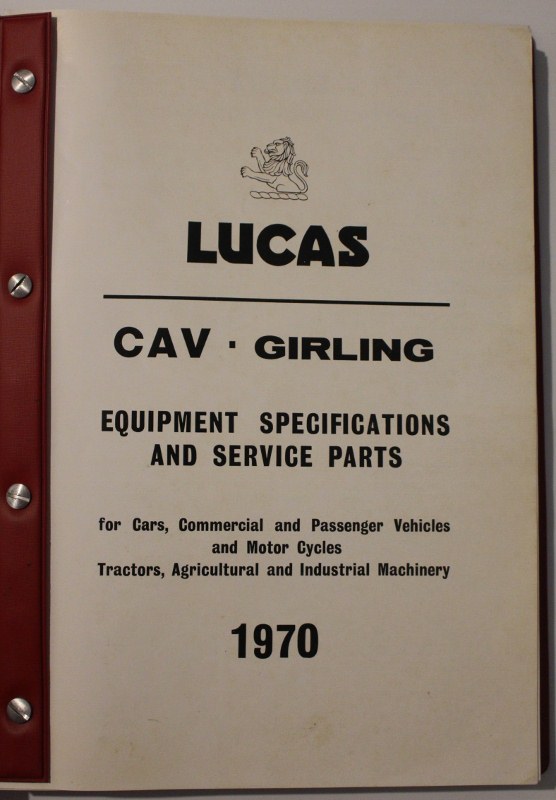 LUCAS
CAV · GIRLING
EQUIPMENT SPECIFICATIONS
AND SERVICE PARTS
for Cars, Commercial and Passenger Vehicles
and Motor Cycles
Tractors, Agricultural and Industrial Machinery
1970